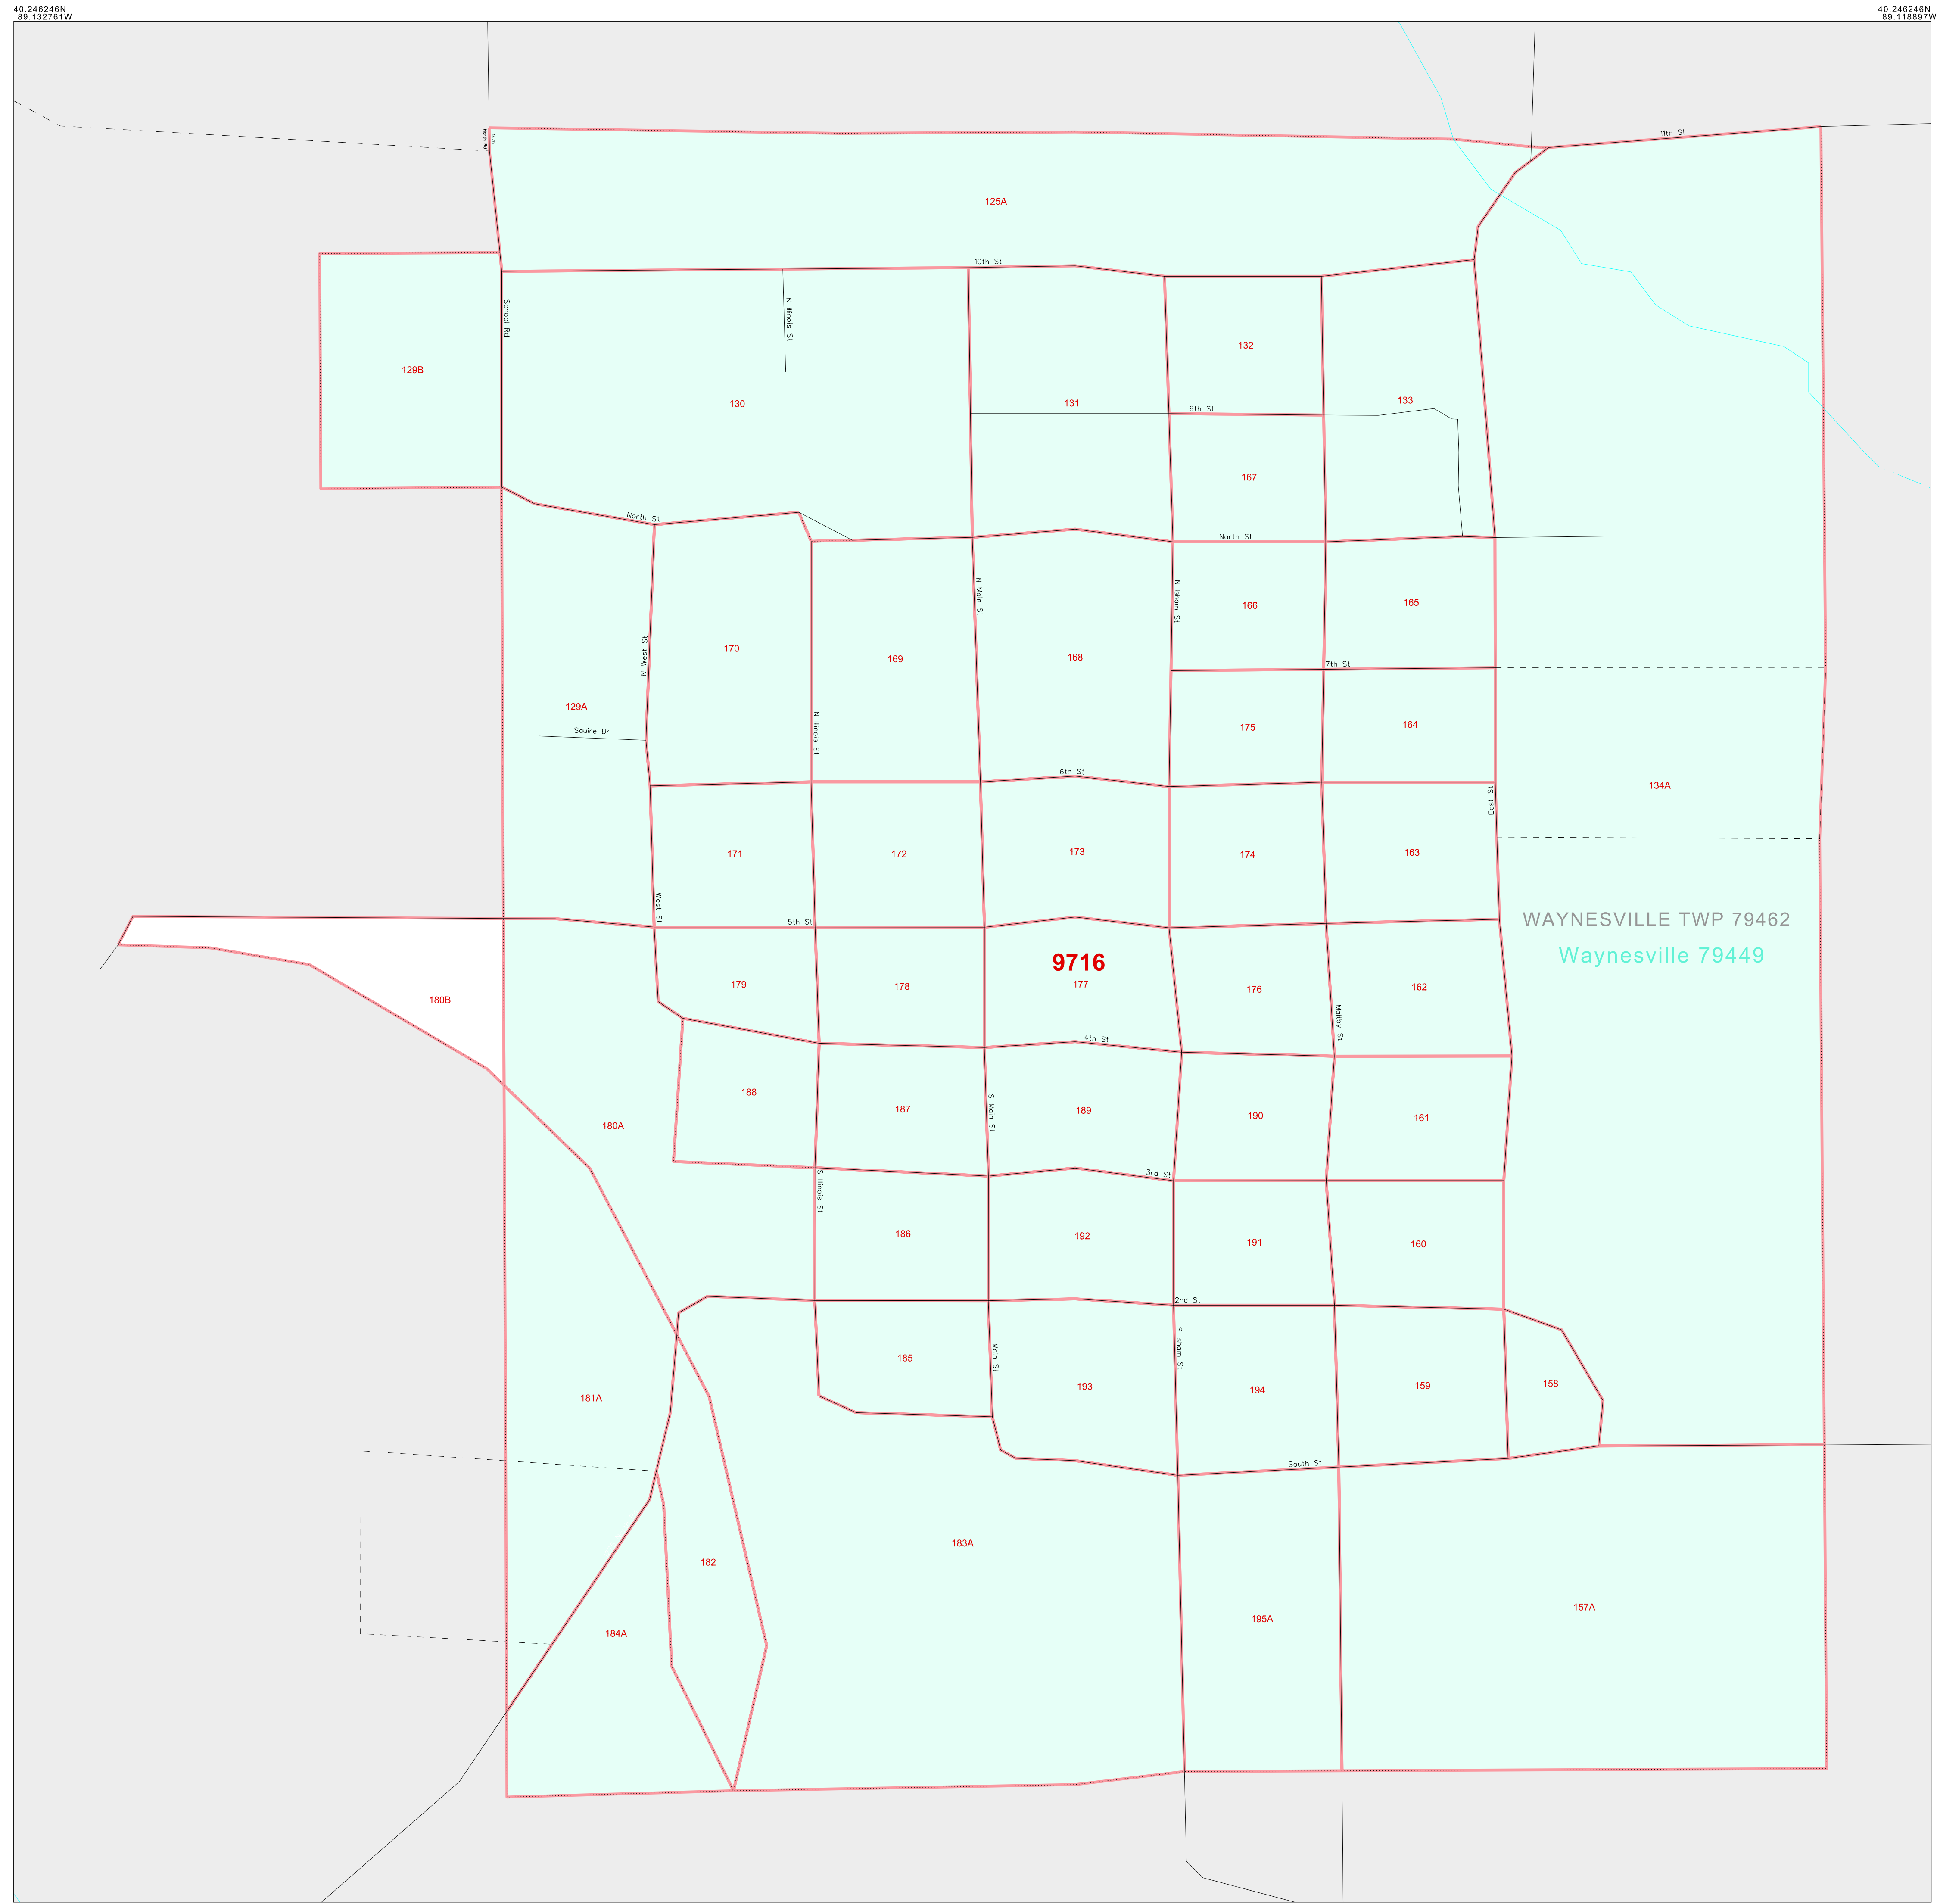 40.246246N
89.132761W
40.246246N
89.118897W
11th St
North Rd
125A
10th St
School Rd
N Illinois St
132
129B
133
130
131
9th St
167
North St
North St
N Main St
N Isham St
166
165
N West St
170
169
168
7th St
129A
Squire Dr
N Illinois St
175
164
6th St
134A
East St
171
172
173
174
163
West St
5th St
WAYNESVILLE TWP 79462
Waynesville 79449
9716
179
178
177
176
162
180B
Maltby St
4th St
188
187
S Main St
189
190
161
180A
3rd St
S Illinois St
186
192
191
160
2nd St
S Isham St
Main St
185
181A
193
194
159
158
South St
183A
182
184A
195A
157A